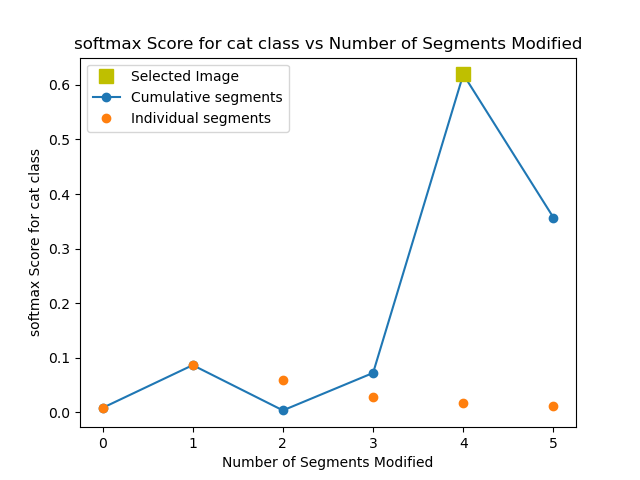 softmax Score for cat class vs Number of Segments Modified
Selected Image
Cumulative segments
Individual segments
softmax Score for cat class
0.6
0.5
0.4
0.3
0.2
0.1
0.0
0 1 2 3 4 5
Number of Segments Modified